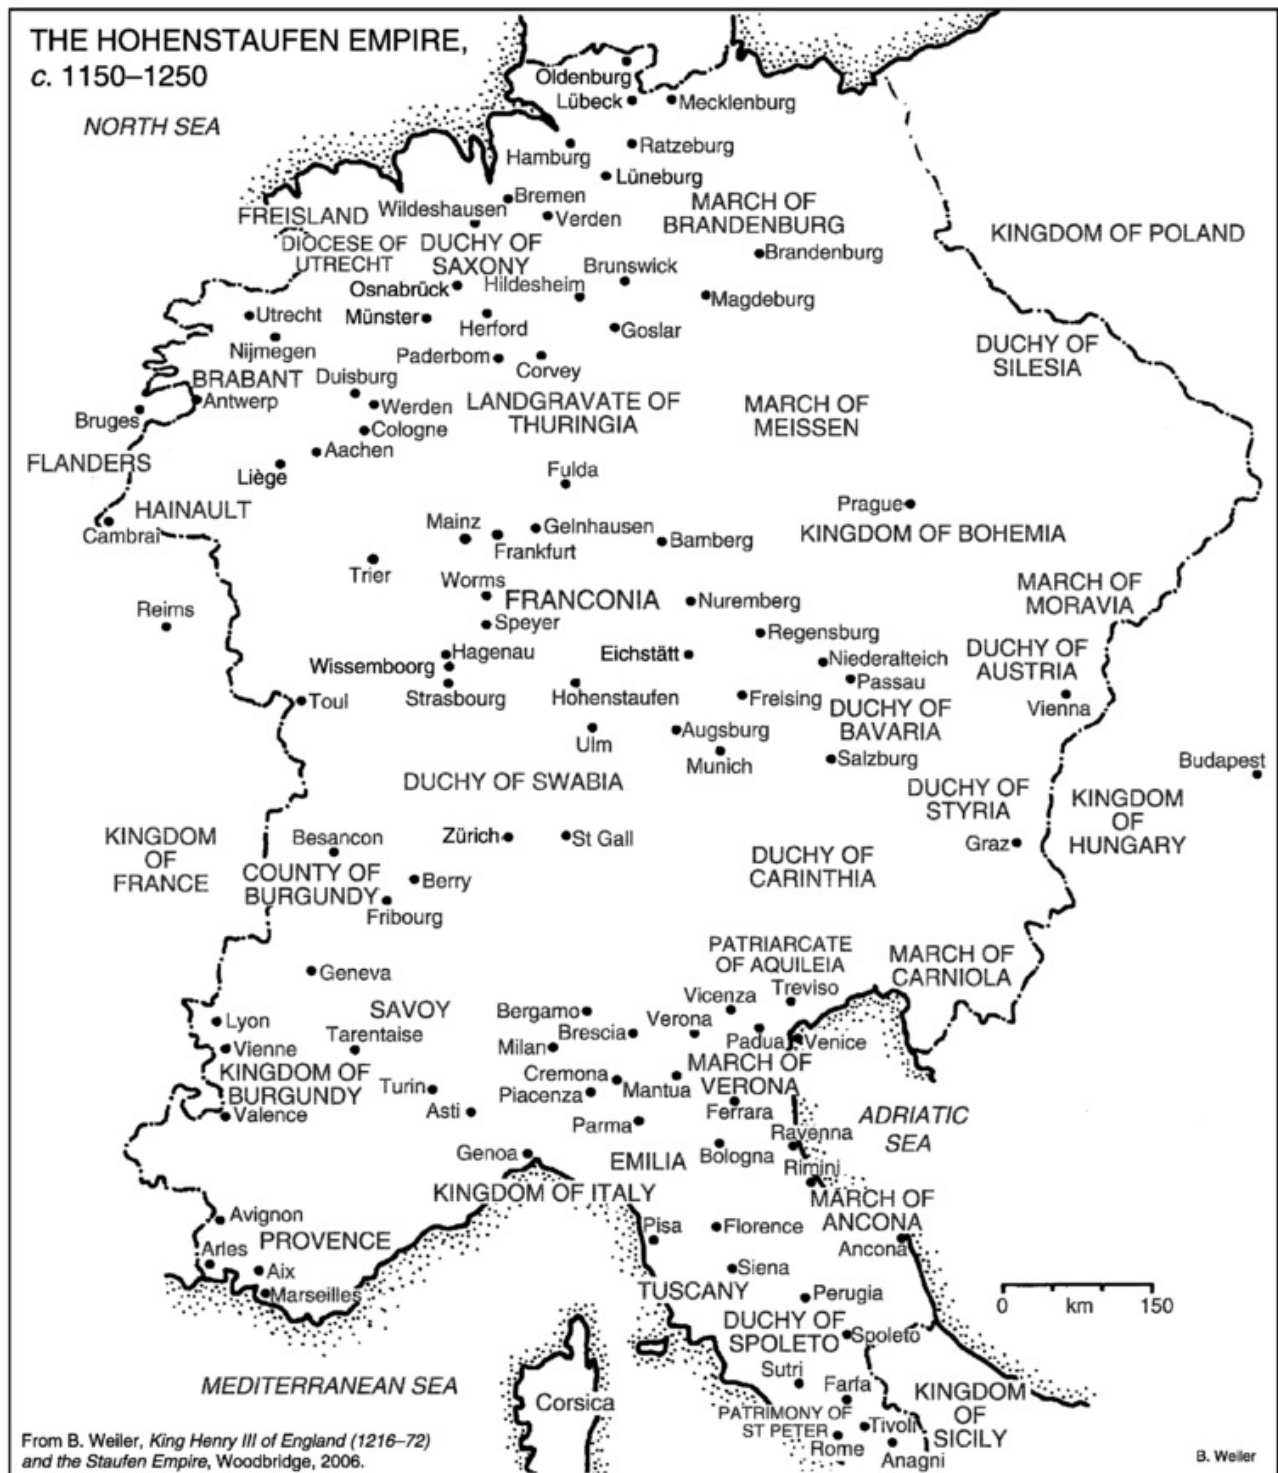 THE HOHENSTAUFEN EMPIRE,
c. 1150–1250
NORTH SEA
Oldenburg
Lübeck
Mecklenburg
Hamburg
Ratzeburg
Lüneburg
Bremen
Verden
FREISLAND
Wildeshausen
MARCH OF
BRANDENBURG
KINGDOM OF POLAND
DIOCESE OF
UTRECHT
DUCHY OF
SAXONY
Brandenburg
Osnabrück
Hildesheim
Brunswick
Magdeburg
Utrecht
Münster
Herford
Goslar
Nijmegen
Paderbom
Corvey
DUCHY OF
SILESIA
BRABANT
Duisburg
Antwerp
Werden
Bruges
Cologne
LANDGRAVATE OF
THURINGIA
MARCH OF
MEISSEN
Aachen
FLANDERS
Liège
Fulda
HAINAULT
Cambrai
Prague
KINGDOM OF BOHEMIA
Mainz
Gelnhausen
Frankfurt
Bamberg
Trier
Worms
FRANCONIA
Nuremberg
MARCH OF
MORAVIA
Reirns
Speyer
Regensburg
Hagenau
Wissemboorg
Eichstätt
Niederalteich
DUCHY OF
AUSTRIA
Passau
Toul
Strasbourg
Hohenstaufen
Freising
Vienna
DUCHY OF
BAVARIA
Ulm
Augsburg
Munich
Salzburg
Budapest
DUCHY OF SWABIA
DUCHY OF
STYRIA
KINGDOM
OF
HUNGARY
KINGDOM
OF
FRANCE
Besancon
Zürich
St Gall
Graz
COUNTY OF
BURGUNDY
Berry
Fribourg
DUCHY OF
CARINTHIA
PATRIARCATE
OF AQUILEIA
MARCH OF
CARNIOLA
Geneva
Treviso
Vicenza
SAVOY
Bergamo
Verona
Lyon
Tarentaise
Brescia
Padua
Venice
Vienne
Milan
KINGDOM OF
BURGUNDY
Turin
Cremona
Mantua
MARCH OF
VERONA
Piacenza
Valence
Asti
Ferrara
ADRIATIC
SEA
Parma
Ravenna
Genoa
EMILIA
Bologna
Rimini
KINGDOM OF ITALY
MARCH OF
ANCONA
Avignon
Pisa
Florence
Ancona
Arles
PROVENCE
Aix
Siena
Marseilles
TUSCANY
Perugia
0 km 150
DUCHY OF
SPOLETO
Spoleto
Sutri
MEDITERRANEAN SEA
Corsica
Farfa
KINGDOM
OF
SICILY
PATRIMONY OF
ST PETER
Tivoli
Rome
Anagni
From B. Weiler, King Henry III of England (1216–72)
and the Staufen Empire, Woodbridge, 2006.
B. Weiler